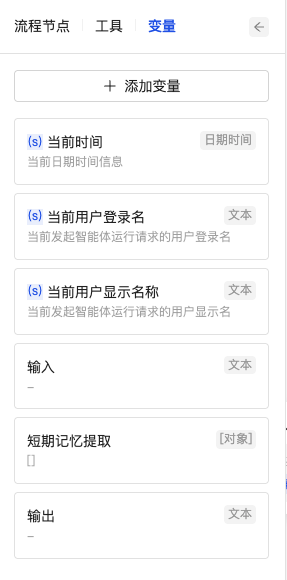 流程节点 工具 变量
添加变量
(s) 当前时间 日期时间
当前日期时间信息
(s) 当前用户登录名 文本
当前发起智能体运行请求的用户登录名
(s) 当前用户显示名称 文本
当前发起智能体运行请求的用户显示名
输入 文本
–
短期记忆提取 [对象]
[]
输出 文本
–